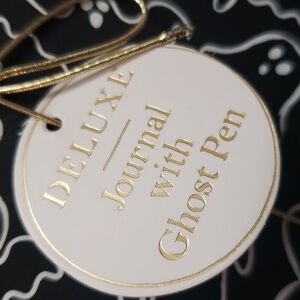 DELUXE
Journal
with
Ghost Pen